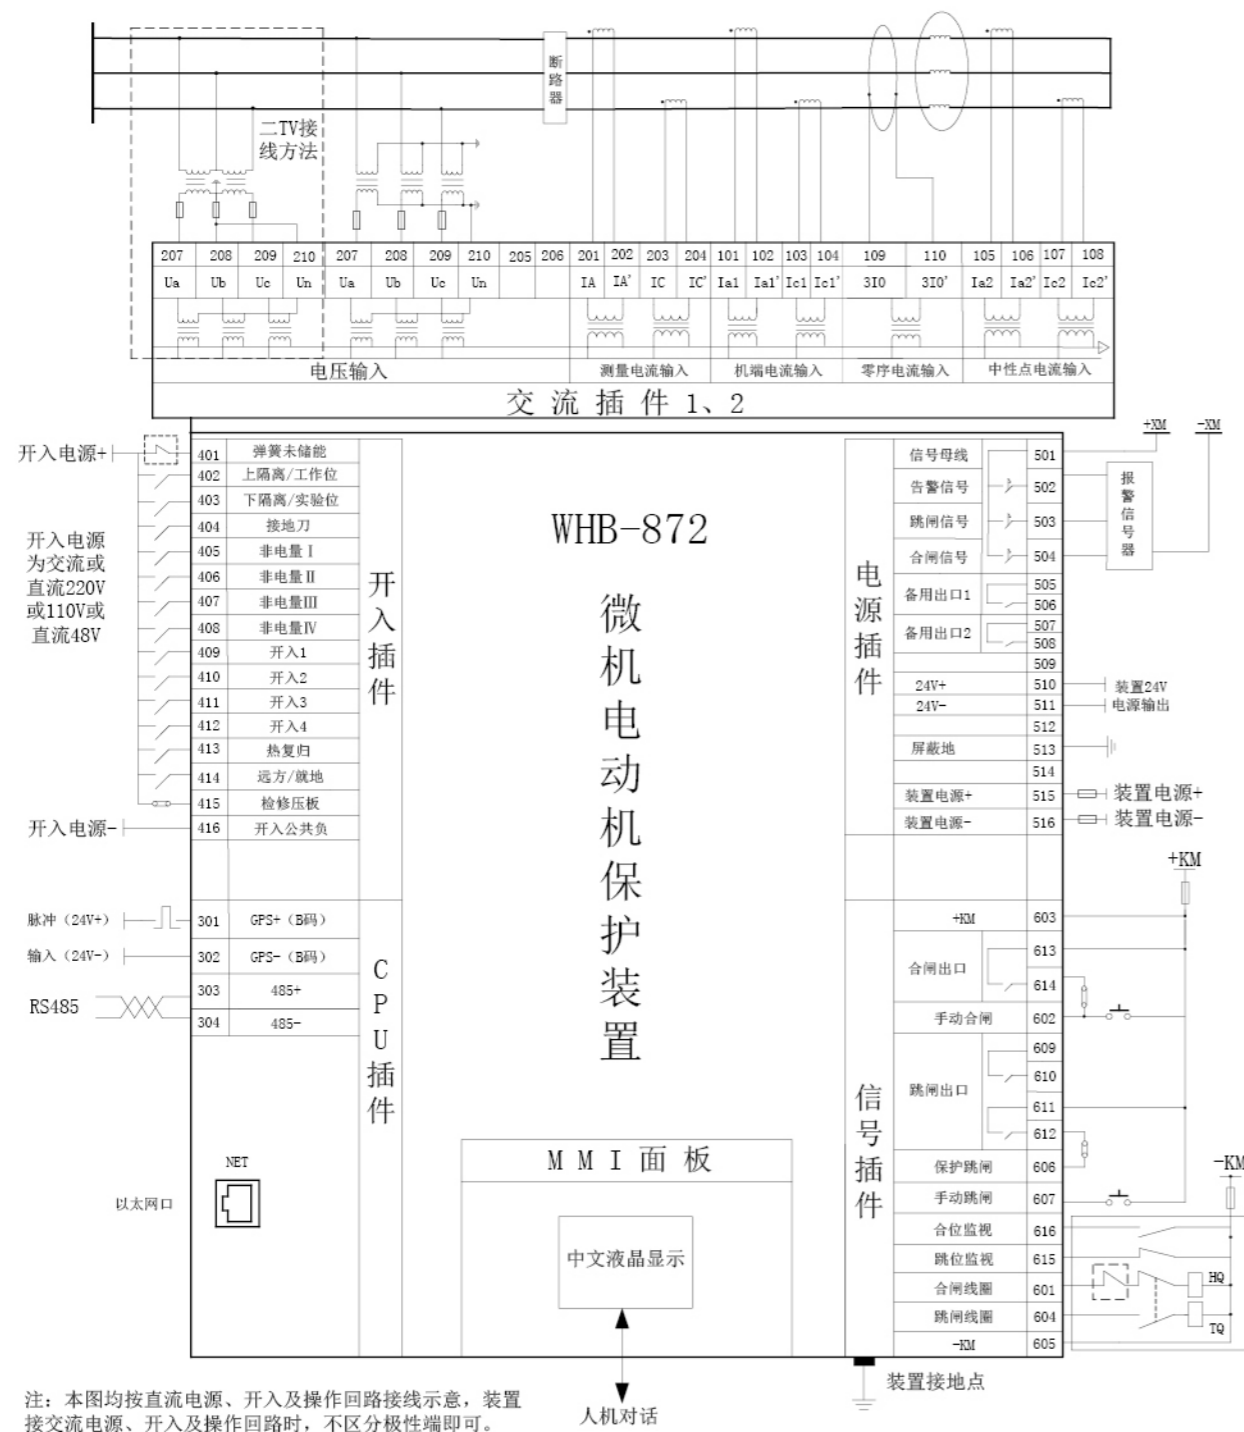 断路器
二TV接
线方法
207 208 209 210 207 208 209 210 205 206 201 202 203 204 101 102 103 104 109 110 105 106 107 108
Ua Ub Uc Un Ua Ub Uc Un IA IA' IC IC' Ia1 Ia1' Ic1 Ic1' 3I0 3I0' Ia2 Ia2' Ic2 Ic2'
电压输入 测量电流输入 机端电流输入 零序电流输入 中性点电流输入
交流插件1、2
开入电源+
401 弹簧未储能
402 上隔离/工作位
403 下隔离/实验位
404 接地刀
405 非电量Ⅰ
406 非电量Ⅱ
407 非电量Ⅲ
408 非电量Ⅳ
409 开入1
410 开入2
411 开入3
412 开入4
413 热复归
414 远方/就地
415 检修压板
416 开入公共负
开入电源
为交流或
直流220V
或110V或
直流48V
开入电源-
开入插件
脉冲（24V+）
301 GPS+（B码）
输入（24V-）
302 GPS-（B码）
RS485
303 485+
304 485-
CPU插件
NET
以太网口
WHB-872
微机电动机保护装置
MMI面板
中文液晶显示
人机对话
电源插件
+XM -XM
信号母线 501
告警信号 502
跳闸信号 503
合闸信号 504
报警信号器
备用出口1 505
506
备用出口2 507
508
509
24V+ 510 装置24V
24V- 511 电源输出
512
屏蔽地 513
514
装置电源+ 515 装置电源+
装置电源- 516 装置电源-
信号插件
+KM
+KM 603
合闸出口 613
614
手动合闸 602
跳闸出口 609
610
611
612
保护跳闸 606
手动跳闸 607
-KM
合位监视 616
跳位监视 615
合闸线圈 601 HQ
跳闸线圈 604 TQ
-KM 605
装置接地点
注：本图均按直流电源、开入及操作回路接线示意，装置
接交流电源、开入及操作回路时，不区分极性端即可。